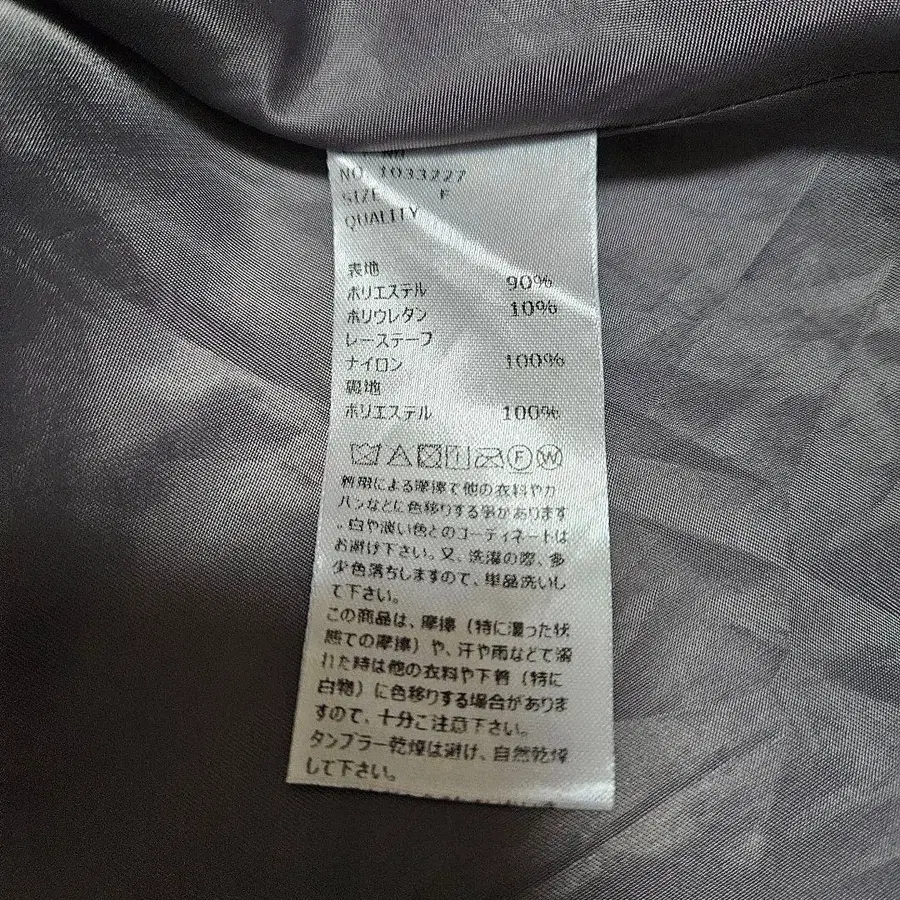 NO 1033227
SIZE F
QUALITY
表地
ポリエステル 90%
ポリウレタン 10%
レーステープ
ナイロン 100%
裏地
ポリエステル 100%
F W
着用による摩擦で他の衣料やカ
バンなどに色移りする事があります
。白や淡い色とのコーディネートは
お避け下さい。又、洗濯の際、多
少色落ちしますので、単品洗いし
て下さい。
この商品は、摩擦（特に湿った状
態での摩擦）や、汗や雨などで濡
れた時は他の衣料や下着（特に
白物）に色移りする場合がありま
すので、十分ご注意下さい。
タンブラー乾燥は避け、自然乾燥
して下さい。